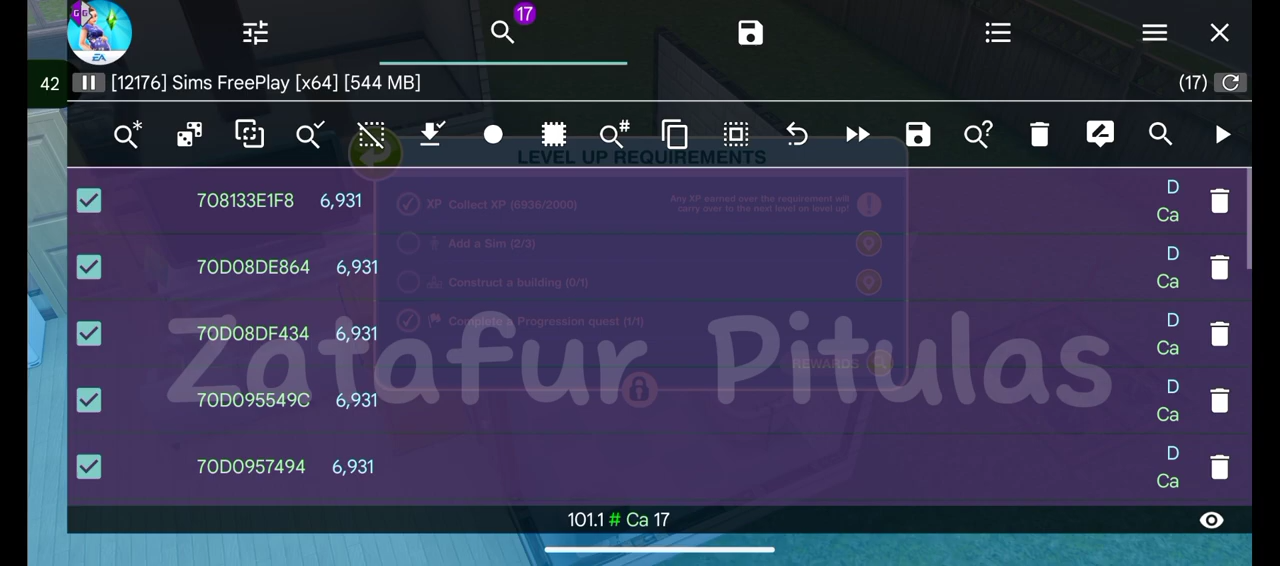 GG
EA
17
42
[12176] Sims FreePlay [x64] [544 MB]
(17)
LEVEL UP REQUIREMENTS
708133E1F8 6,931
D
Ca
XP Collect XP (6936/2000)
Any XP earned over the requirement will
carry over to the next level on level up!
Add a Sim (2/3)
70D08DE864 6,931
D
Ca
Construct a building (0/1)
70D08DF434 6,931
D
Ca
Complete a Progression quest (1/1)
REWARDS
Zatafur Pitulas
70D095549C 6,931
D
Ca
70D0957494 6,931
D
Ca
101.1 # Ca 17